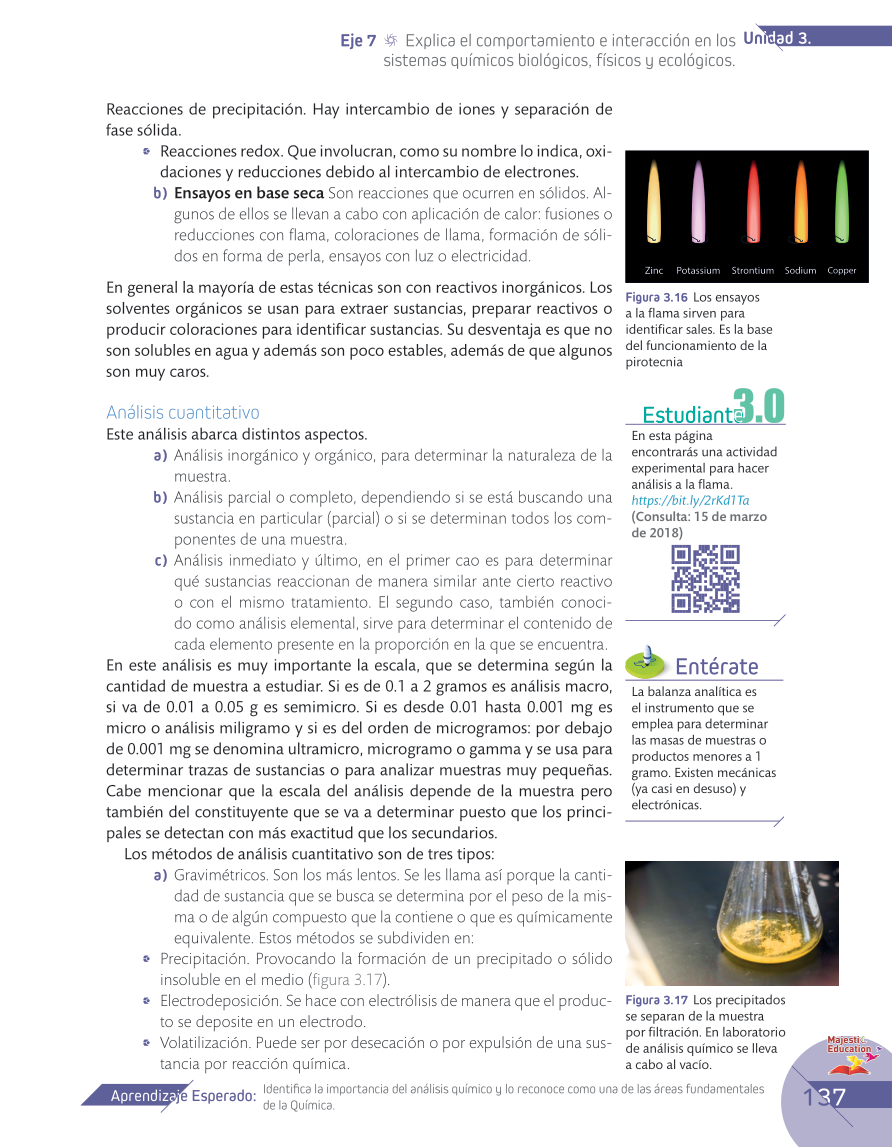 Eje 7 Explica el comportamiento e interacción en los
sistemas químicos biológicos, físicos y ecológicos.
Unidad 3.
Reacciones de precipitación. Hay intercambio de iones y separación de
fase sólida.
Reacciones redox. Que involucran, como su nombre lo indica, oxi-
daciones y reducciones debido al intercambio de electrones.
b) Ensayos en base seca Son reacciones que ocurren en sólidos. Al-
gunos de ellos se llevan a cabo con aplicación de calor: fusiones o
reducciones con flama, coloraciones de llama, formación de sóli-
dos en forma de perla, ensayos con luz o electricidad.
En general la mayoría de estas técnicas son con reactivos inorgánicos. Los
solventes orgánicos se usan para extraer sustancias, preparar reactivos o
producir coloraciones para identificar sustancias. Su desventaja es que no
son solubles en agua y además son poco estables, además de que algunos
son muy caros.
Análisis cuantitativo
Este análisis abarca distintos aspectos.
a) Análisis inorgánico y orgánico, para determinar la naturaleza de la
muestra.
b) Análisis parcial o completo, dependiendo si se está buscando una
sustancia en particular (parcial) o si se determinan todos los com-
ponentes de una muestra.
c) Análisis inmediato y último, en el primer cao es para determinar
qué sustancias reaccionan de manera similar ante cierto reactivo
o con el mismo tratamiento. El segundo caso, también conoci-
do como análisis elemental, sirve para determinar el contenido de
cada elemento presente en la proporción en la que se encuentra.
En este análisis es muy importante la escala, que se determina según la
cantidad de muestra a estudiar. Si es de 0.1 a 2 gramos es análisis macro,
si va de 0.01 a 0.05 g es semimicro. Si es desde 0.01 hasta 0.001 mg es
micro o análisis miligramo y si es del orden de microgramos: por debajo
de 0.001 mg se denomina ultramicro, microgramo o gamma y se usa para
determinar trazas de sustancias o para analizar muestras muy pequeñas.
Cabe mencionar que la escala del análisis depende de la muestra pero
también del constituyente que se va a determinar puesto que los princi-
pales se detectan con más exactitud que los secundarios.
Los métodos de análisis cuantitativo son de tres tipos:
a) Gravimétricos. Son los más lentos. Se les llama así porque la canti-
dad de sustancia que se busca se determina por el peso de la mis-
ma o de algún compuesto que la contiene o que es químicamente
equivalente. Estos métodos se subdividen en:
Precipitación. Provocando la formación de un precipitado o sólido
insoluble en el medio (figura 3.17).
Electrodeposición. Se hace con electrólisis de manera que el produc-
to se deposite en un electrodo.
Volatilización. Puede ser por desecación o por expulsión de una sus-
tancia por reacción química.
Zinc Potassium Strontium Sodium Copper
Figura 3.16 Los ensayos
a la flama sirven para
identificar sales. Es la base
del funcionamiento de la
pirotecnia
Estudiant@ 3.0
En esta página
encontrarás una actividad
experimental para hacer
análisis a la flama.
https://bit.ly/2rKd1Ta
(Consulta: 15 de marzo
de 2018)
Entérate
La balanza analítica es
el instrumento que se
emplea para determinar
las masas de muestras o
productos menores a 1
gramo. Existen mecánicas
(ya casi en desuso) y
electrónicas.
Figura 3.17 Los precipitados
se separan de la muestra
por filtración. En laboratorio
de análisis químico se lleva
a cabo al vacío.
Majestic
Education
Aprendizaje Esperado: Identifica la importancia del análisis químico y lo reconoce como una de las áreas fundamentales
de la Química.
137